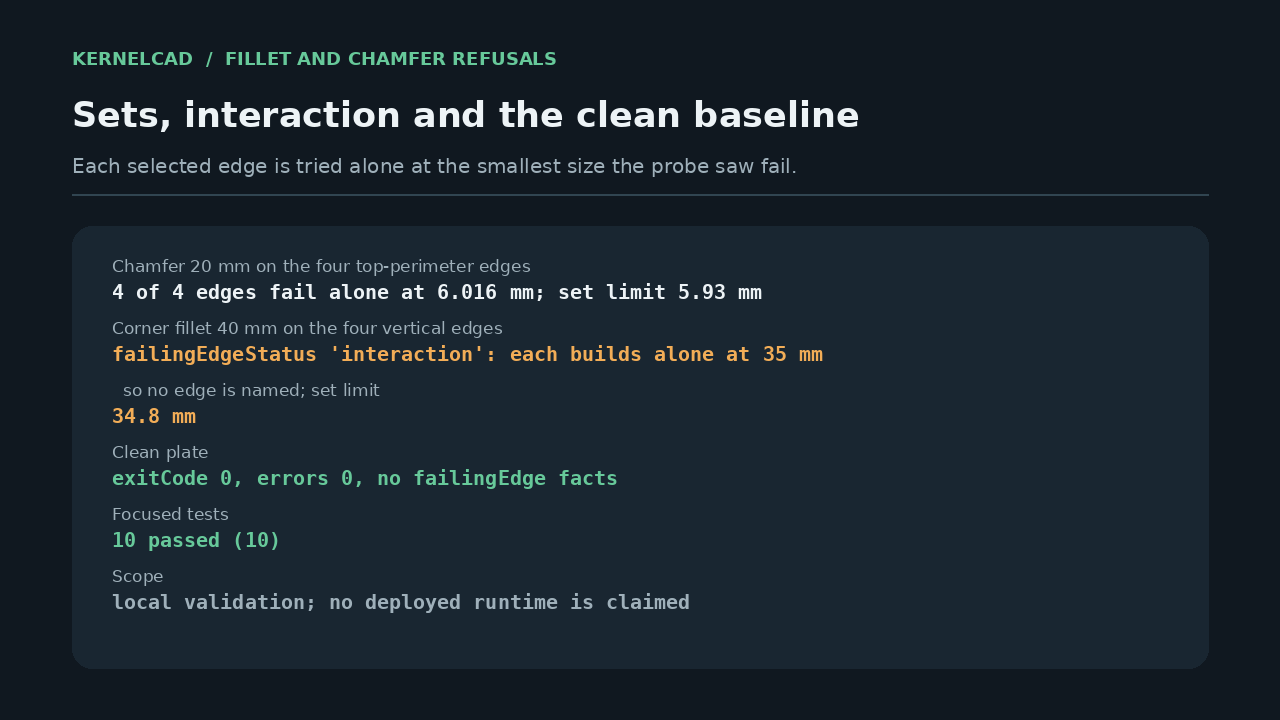 KERNELCAD / FILLET AND CHAMFER REFUSALS
Sets, interaction and the clean baseline
Each selected edge is tried alone at the smallest size the probe saw fail.
Chamfer 20 mm on the four top-perimeter edges
4 of 4 edges fail alone at 6.016 mm; set limit 5.93 mm
Corner fillet 40 mm on the four vertical edges
failingEdgeStatus 'interaction': each builds alone at 35 mm
so no edge is named; set limit
34.8 mm
Clean plate
exitCode 0, errors 0, no failingEdge facts
Focused tests
10 passed (10)
Scope
local validation; no deployed runtime is claimed